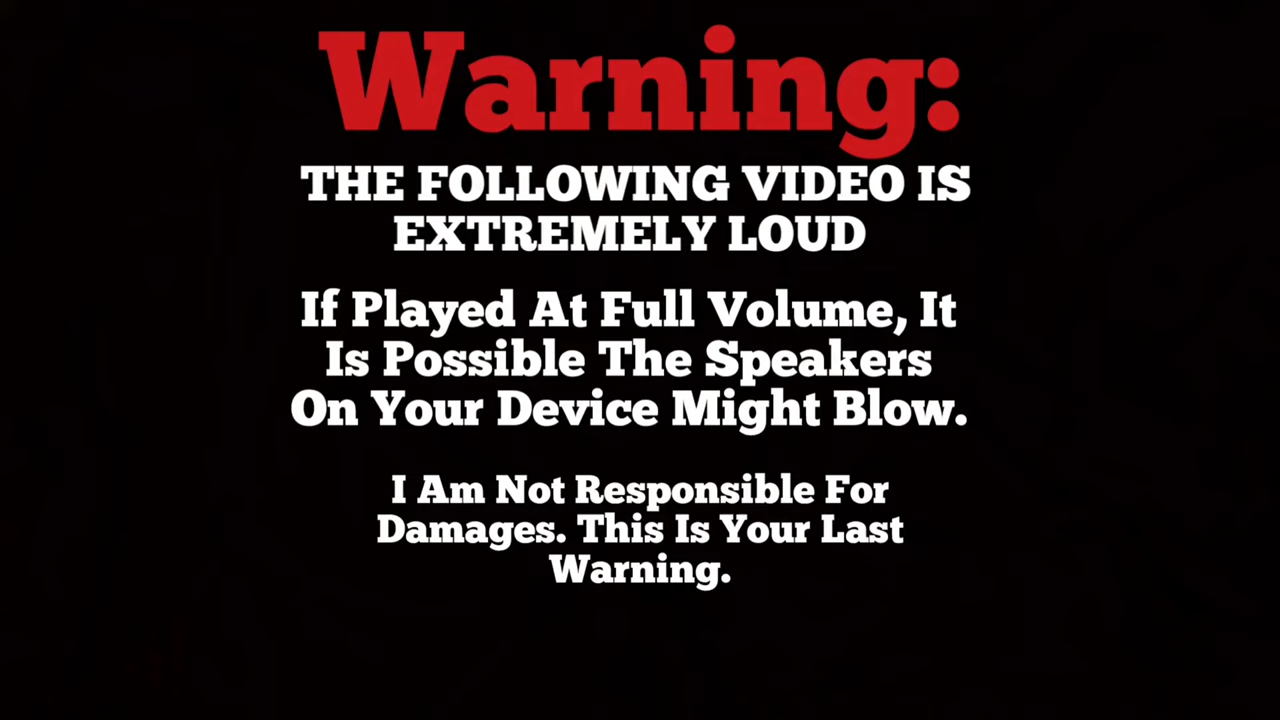 Warning:
THE FOLLOWING VIDEO IS
EXTREMELY LOUD
If Played At Full Volume, It
Is Possible The Speakers
On Your Device Might Blow.
I Am Not Responsible For
Damages. This Is Your Last
Warning.